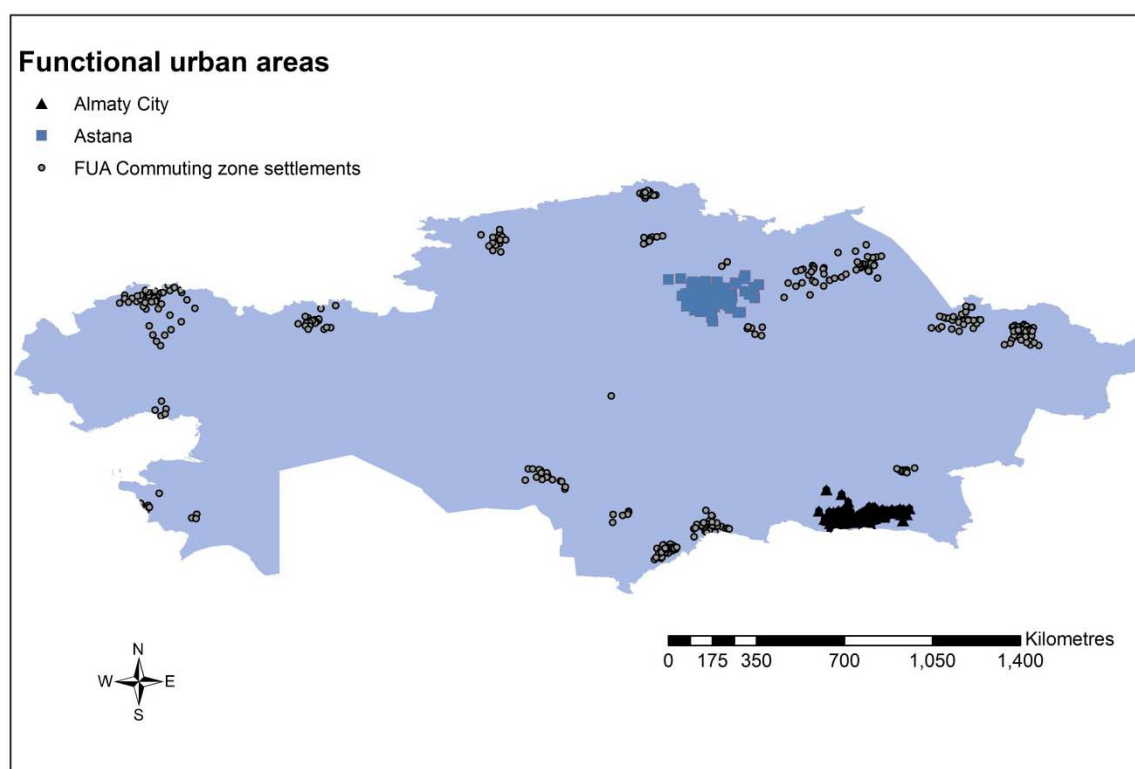 Functional urban areas
Almaty City
Astana
FUA Commuting zone settlements
N
W E
S
Kilometres
0 175 350 700 1,050 1,400